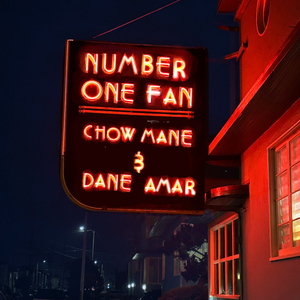 NUMBER
ONE FAN
CHOW MANE
&
DANE AMAR